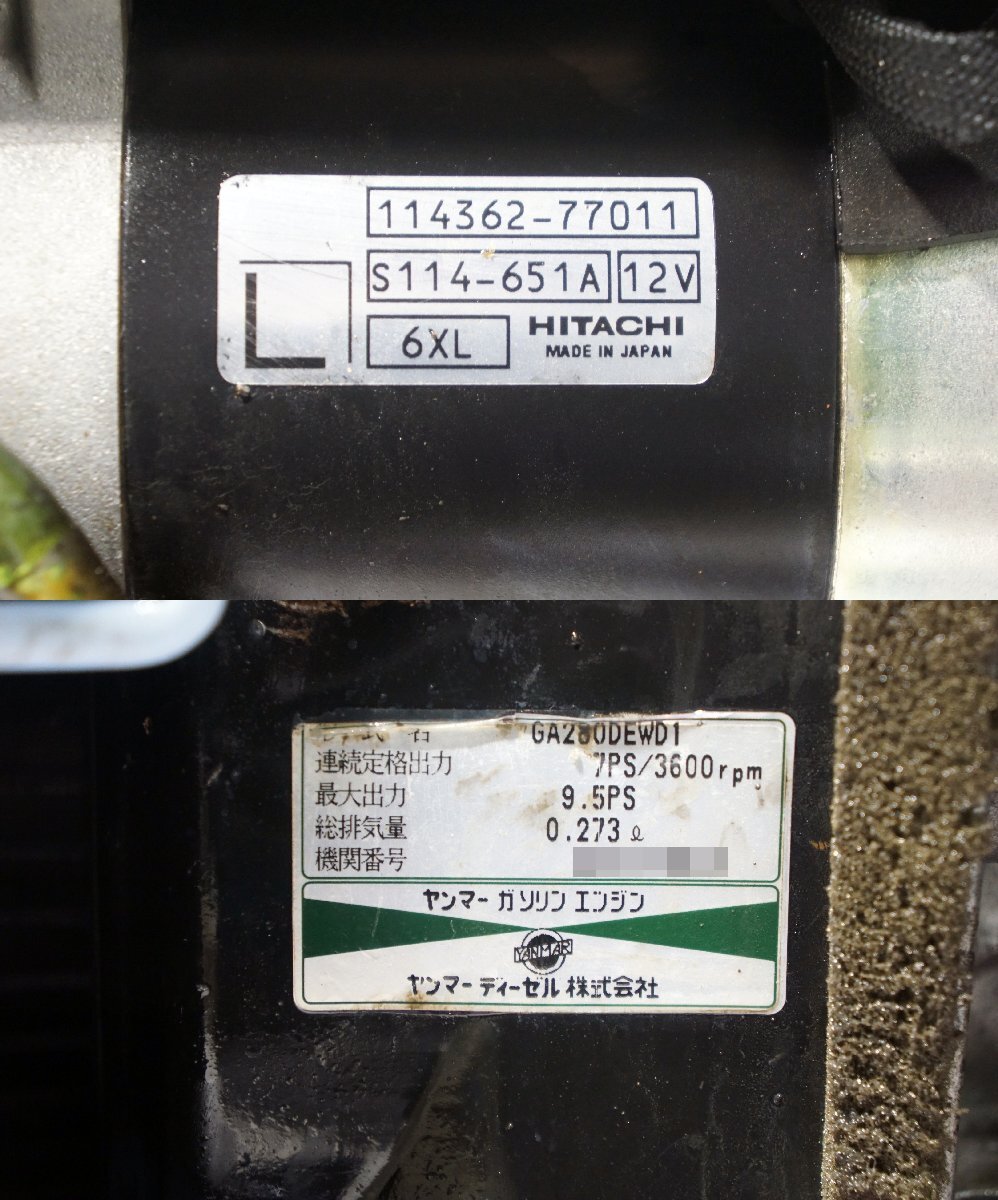 114362-77011
S114-651A 12V
L 6XL HITACHI
MADE IN JAPAN
名 GA280DEWD1
連続定格出力 7PS/3600rpm
最大出力 9.5PS
総排気量 0.273 ℓ
機関番号
ヤンマー ガソリン エンジン
YANMAR
ヤンマー ディーゼル 株式会社